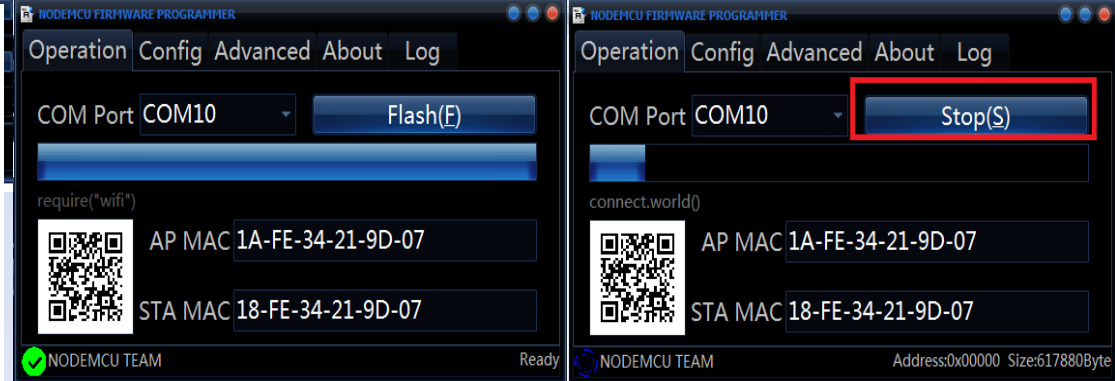 NODEMCU FIRMWARE PROGRAMMER
Operation Config Advanced About Log
COM Port COM10 Flash(F)
require("wifi")
AP MAC 1A-FE-34-21-9D-07
STA MAC 18-FE-34-21-9D-07
NODEMCU TEAM Ready
NODEMCU FIRMWARE PROGRAMMER
Operation Config Advanced About Log
COM Port COM10 Stop(S)
connect.world()
AP MAC 1A-FE-34-21-9D-07
STA MAC 18-FE-34-21-9D-07
NODEMCU TEAM Address:0x00000 Size:617880Byte